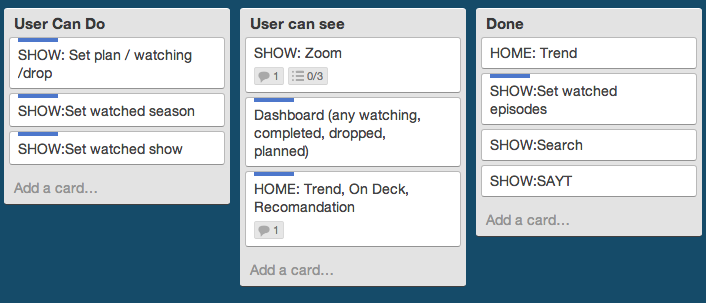 User Can Do
SHOW: Set plan / watching
/drop
SHOW:Set watched season
SHOW:Set watched show
Add a card...
User can see
SHOW: Zoom
1 0/3
Dashboard (any watching,
completed, dropped,
planned)
HOME: Trend, On Deck,
Recomandation
1
Add a card...
Done
HOME: Trend
SHOW:Set watched
episodes
SHOW:Search
SHOW:SAYT
Add a card...